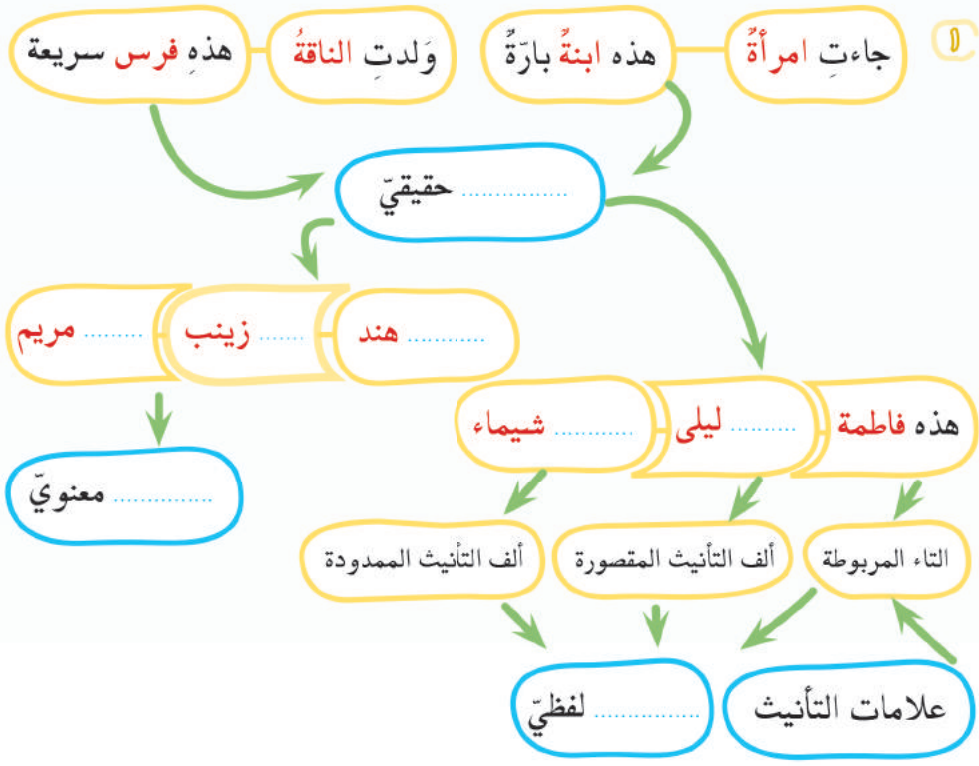 ١
جاءتِ امرأةٌ
هذه ابنةٌ بارّةٌ
وَلدتِ الناقةُ
هذهِ فرس سريعة
................ حقيقيّ
............ هند
....... زينب
......... مريم
هذه فاطمة
.......... ليلى
............ شيماء
............... معنويّ
التاء المربوطة
ألف التأنيث المقصورة
ألف التأنيث الممدودة
علامات التأنيث
................ لفظيّ